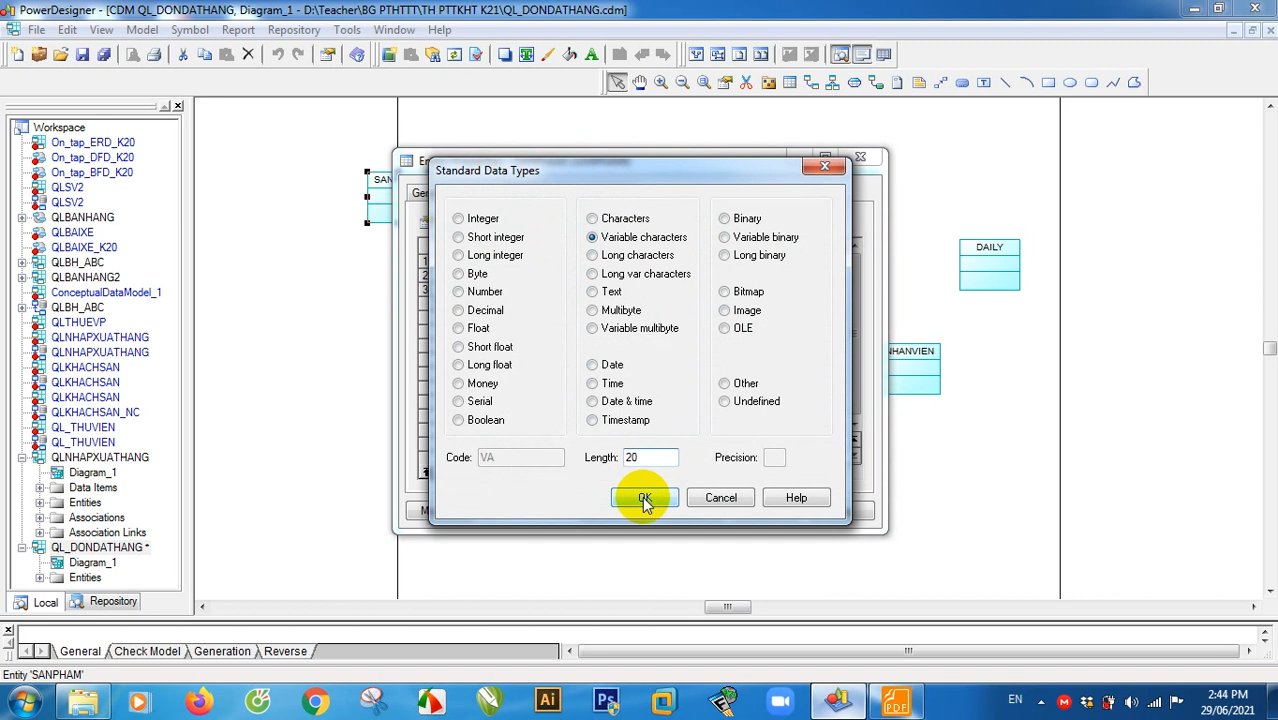 PowerDesigner - [CDM QL_DONDATHANG, Diagram_1 - D:\Teacher\BG PTHTTT\TH PTTKHT K21\QL_DONDATHANG.cdm]
File Edit View Model Symbol Report Repository Tools Window Help
Workspace
On_tap_ERD_K20
On_tap_DFD_K20
On_tap_BFD_K20
QLSV2
QLSV2
QLBANHANG
QLBAIXE
QLBAIXE_K20
QLBH_ABC
QLBANHANG2
ConceptualDataModel_1
QLBH_ABC
QLTHUEVP
QLNHAPXUATHANG
QLNHAPXUATHANG
QLKHACHSAN
QLKHACHSAN
QLKHACHSAN
QLKHACHSAN_NC
QL_THUVIEN
QL_THUVIEN
QLNHAPXUATHANG
Diagram_1
Data Items
Entities
Associations
Association Links
QL_DONDATHANG *
Diagram_1
Entities
Local Repository
SAN
DAILY
NHANVIEN
Standard Data Types
Integer Characters Binary
Short integer Variable characters Variable binary
Long integer Long characters Long binary
Byte Long var characters
Number Text Bitmap
Decimal Multibyte Image
Float Variable multibyte OLE
Short float
Long float Date
Money Time Other
Serial Date & time Undefined
Boolean Timestamp
Code: VA Length: 20 Precision:
OK Cancel Help
General Check Model Generation Reverse
Entity 'SANPHAM'
EN
2:44 PM
29/06/2021